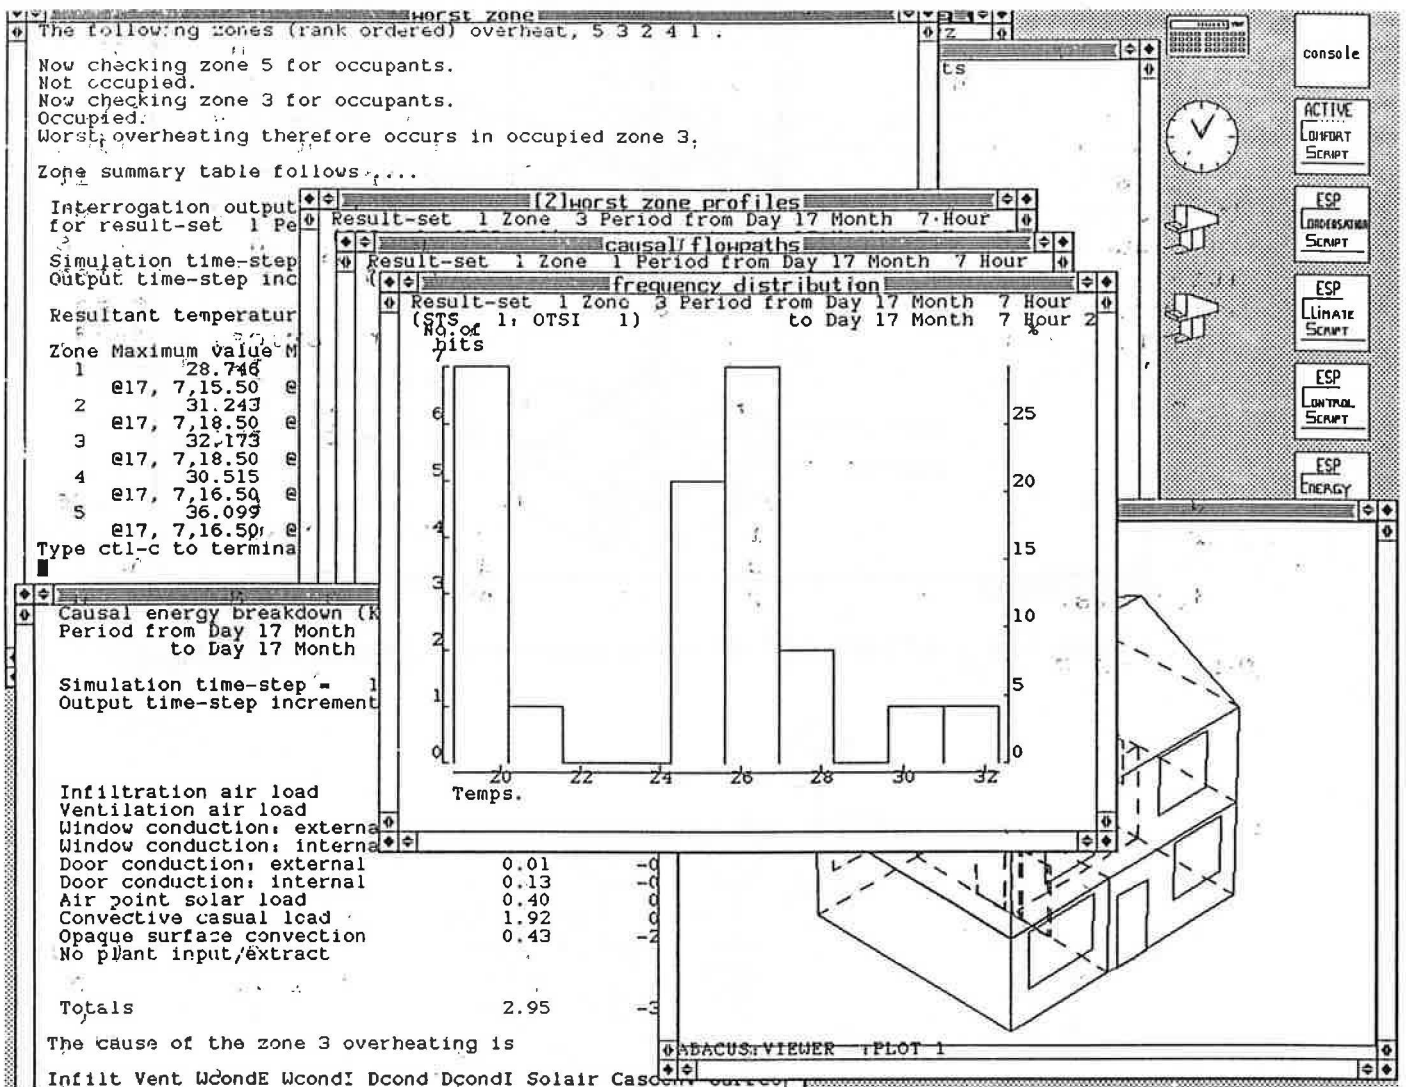 worst zone
The following zones (rank ordered) overheat, 5 3 2 4 1 .
Now checking zone 5 for occupants.
Not occupied.
Now checking zone 3 for occupants.
Occupied.
Worst overheating therefore occurs in occupied zone 3.
Zone summary table follows....
Interrogation output
for result-set 1 Pe
Simulation time-step
Output time-step inc
Resultant temperatur
Zone Maximum value M
1 28.746
@17, 7,15.50 @
2 31.243
@17, 7,18.50 @
3 32.173
@17, 7,18.50 @
4 30.515
@17, 7,16.50 @
5 36.099
@17, 7,16.50 @
Type ctl-c to termina
z
ts
[2]worst zone profiles
Result-set 1 Zone 3 Period from Day 17 Month 7 Hour
causal/flowpaths
Result-set 1 Zone 1 Period from Day 17 Month 7 Hour
frequency distribution
Result-set 1 Zone 3 Period from Day 17 Month 7 Hour
(STS 1: OTSI 1) to Day 17 Month 7 Hour 2
No.of
hits
%
7
6
5
4
3
2
1
0
25
20
15
10
5
0
20 22 24 26 28 30 32
Temps.
console
ACTIVE
COMFORT
SCRIPT
ESP
CONDENSATION
SCRIPT
ESP
CLIMATE
SCRIPT
ESP
CONTROL
SCRIPT
ESP
ENERGY
Causal energy breakdown (K
Period from Day 17 Month
to Day 17 Month
Simulation time-step = 1
Output time-step increment
Infiltration air load
Ventilation air load
Window conduction: externa
Window conduction: interna
Door conduction: external 0.01 -0
Door conduction: internal 0.13 -0
Air point solar load 0.40 0
Convective casual load 1.92 0
Opaque surface convection 0.43 -2
No plant input/extract
Totals 2.95 -3
The cause of the zone 3 overheating is
Infilt Vent WcondE WcondI Dcond DcondI Solair
ABACUS:VIEWER :PLOT 1